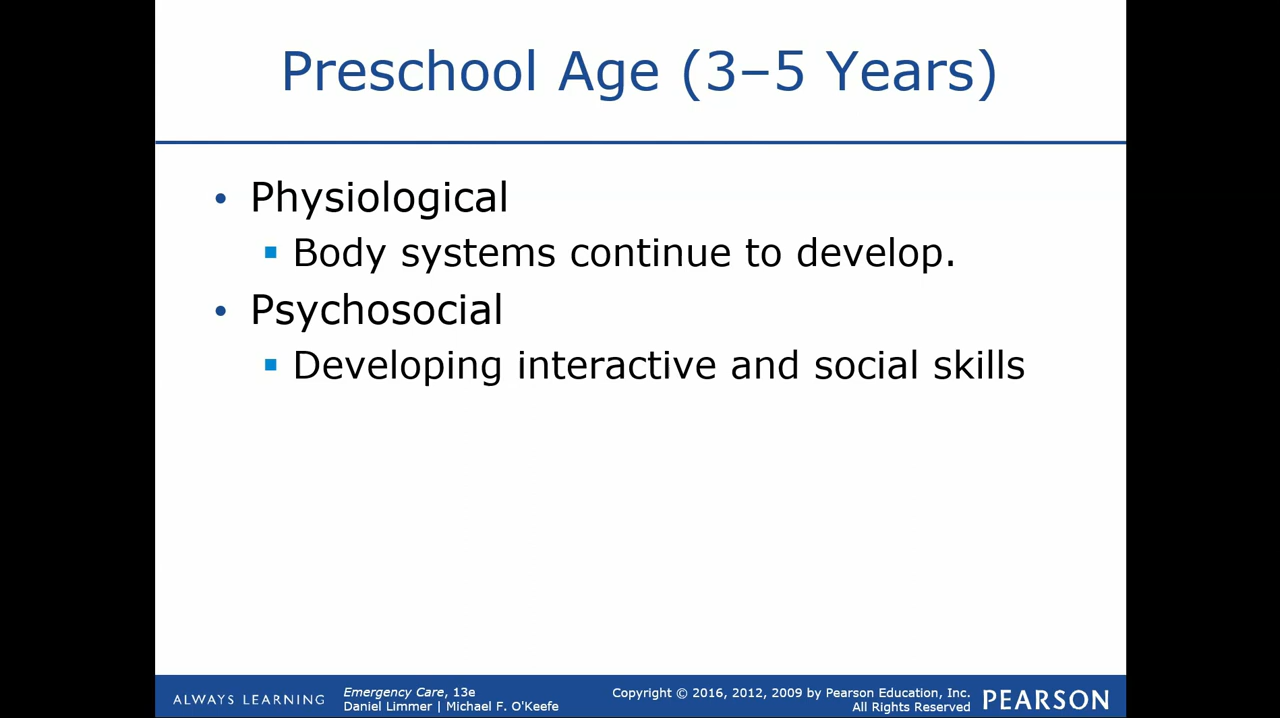 Preschool Age (3–5 Years)
• Physiological
▪ Body systems continue to develop.
• Psychosocial
▪ Developing interactive and social skills
ALWAYS LEARNING
Emergency Care, 13e
Daniel Limmer | Michael F. O'Keefe
Copyright © 2016, 2012, 2009 by Pearson Education, Inc.
All Rights Reserved
PEARSON